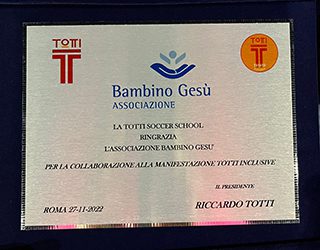 TOTTI
Bambino Gesù
ASSOCIAZIONE
LA TOTTI SOCCER SCHOOL
RINGRAZIA
L'ASSOCIAZIONE BAMBINO GESU'
PER LA COLLABORAZIONE ALLA MANIFESTAZIONE TOTTI INCLUSIVE
IL PRESIDENTE
ROMA 27-11-2022
RICCARDO TOTTI